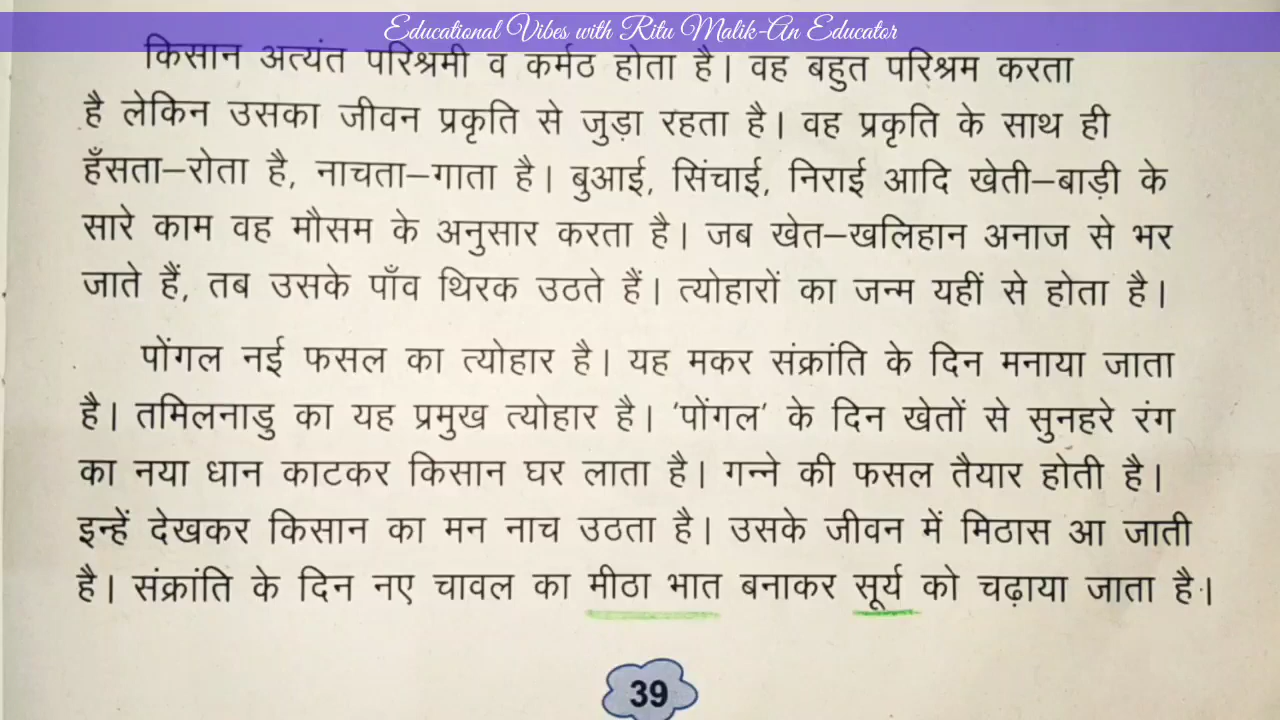 Educational Vibes with Ritu Malik-An Educator
किसान अत्यंत परिश्रमी व कर्मठ होता है। वह बहुत परिश्रम करता
है लेकिन उसका जीवन प्रकृति से जुड़ा रहता है। वह प्रकृति के साथ ही
हँसता–रोता है, नाचता–गाता है। बुआई, सिंचाई, निराई आदि खेती–बाड़ी के
सारे काम वह मौसम के अनुसार करता है। जब खेत–खलिहान अनाज से भर
जाते हैं, तब उसके पाँव थिरक उठते हैं। त्योहारों का जन्म यहीं से होता है।
पोंगल नई फसल का त्योहार है। यह मकर संक्रांति के दिन मनाया जाता
है। तमिलनाडु का यह प्रमुख त्योहार है। 'पोंगल' के दिन खेतों से सुनहरे रंग
का नया धान काटकर किसान घर लाता है। गन्ने की फसल तैयार होती है।
इन्हें देखकर किसान का मन नाच उठता है। उसके जीवन में मिठास आ जाती
है। संक्रांति के दिन नए चावल का मीठा भात बनाकर सूर्य को चढ़ाया जाता है।
39